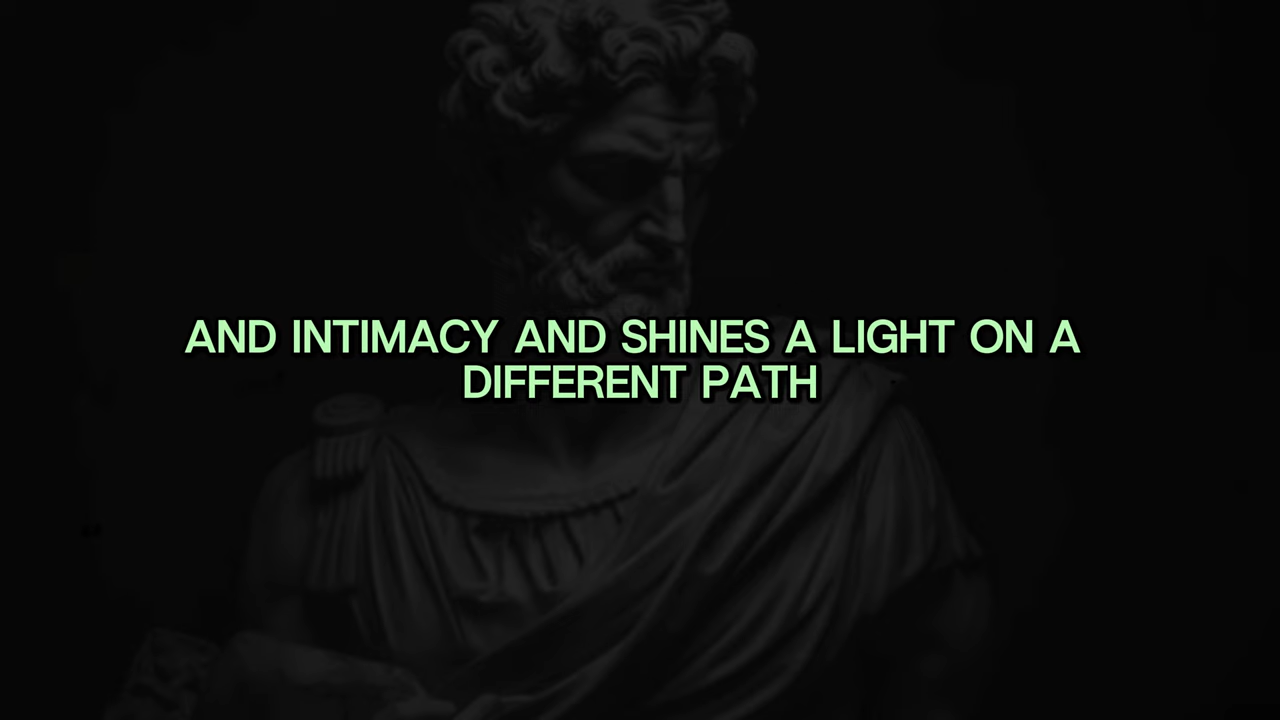 AND INTIMACY AND SHINES A LIGHT ON A
DIFFERENT PATH